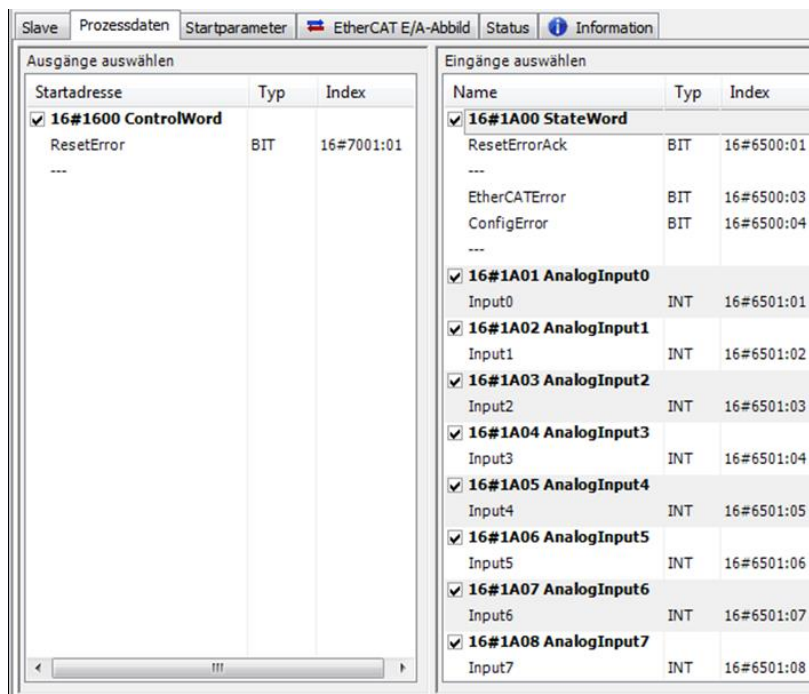 Slave Prozessdaten Startparameter EtherCAT E/A-Abbild Status Information
Ausgänge auswählen
Startadresse Typ Index
16#1600 ControlWord
ResetError BIT 16#7001:01
---
Eingänge auswählen
Name Typ Index
16#1A00 StateWord
ResetErrorAck BIT 16#6500:01
---
EtherCATError BIT 16#6500:03
ConfigError BIT 16#6500:04
---
16#1A01 AnalogInput0
Input0 INT 16#6501:01
16#1A02 AnalogInput1
Input1 INT 16#6501:02
16#1A03 AnalogInput2
Input2 INT 16#6501:03
16#1A04 AnalogInput3
Input3 INT 16#6501:04
16#1A05 AnalogInput4
Input4 INT 16#6501:05
16#1A06 AnalogInput5
Input5 INT 16#6501:06
16#1A07 AnalogInput6
Input6 INT 16#6501:07
16#1A08 AnalogInput7
Input7 INT 16#6501:08